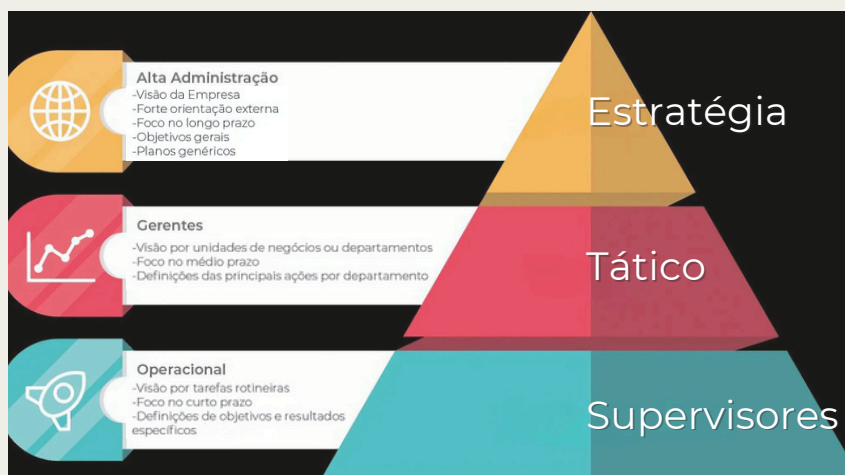 Alta Administração
-Visão da Empresa
-Forte orientação externa
-Foco no longo prazo
-Objetivos gerais
-Planos genéricos
Estratégia
Gerentes
-Visão por unidades de negócios ou departamentos
-Foco no médio prazo
-Definições das principais ações por departamento
Tático
Operacional
-Visão por tarefas rotineiras
-Foco no curto prazo
-Definições de objetivos e resultados
específicos
Supervisores